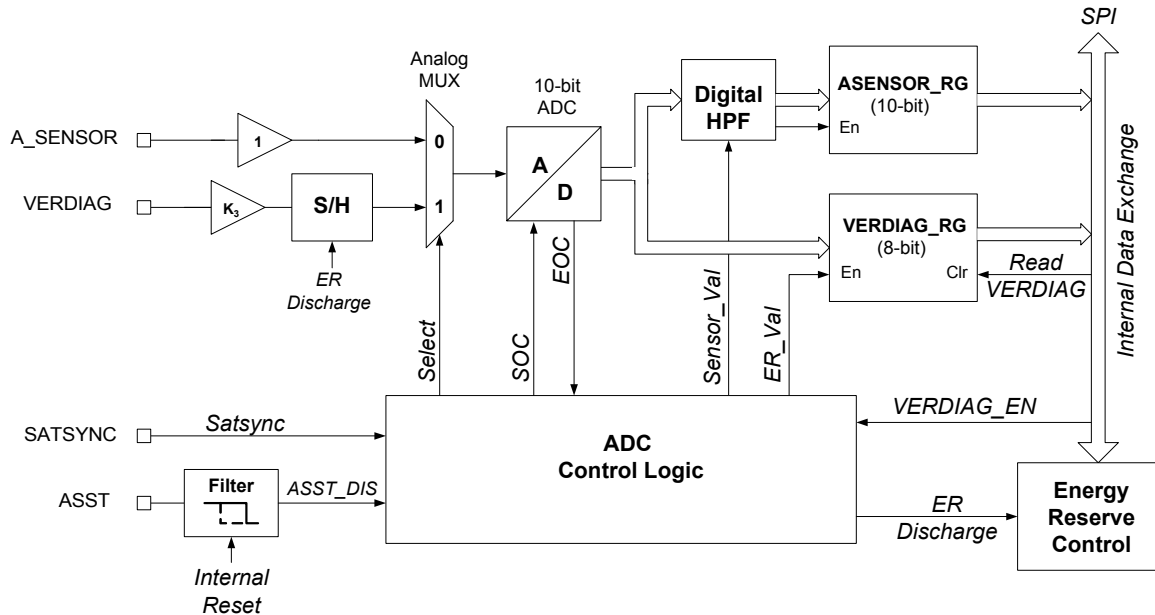 SPI
Analog
MUX
10-bit
ADC
A_SENSOR
1
0
A
D
Digital
HPF
ASENSOR_RG
(10-bit)
En
VERDIAG
K3
S/H
1
ER
Discharge
VERDIAG_RG
(8-bit)
En
Clr
Read
VERDIAG
Internal Data Exchange
Select
SOC
EOC
Sensor_Val
ER_Val
VERDIAG_EN
SATSYNC
Satsync
ADC
Control Logic
ASST
Filter
ASST_DIS
Internal
Reset
ER
Discharge
Energy
Reserve
Control